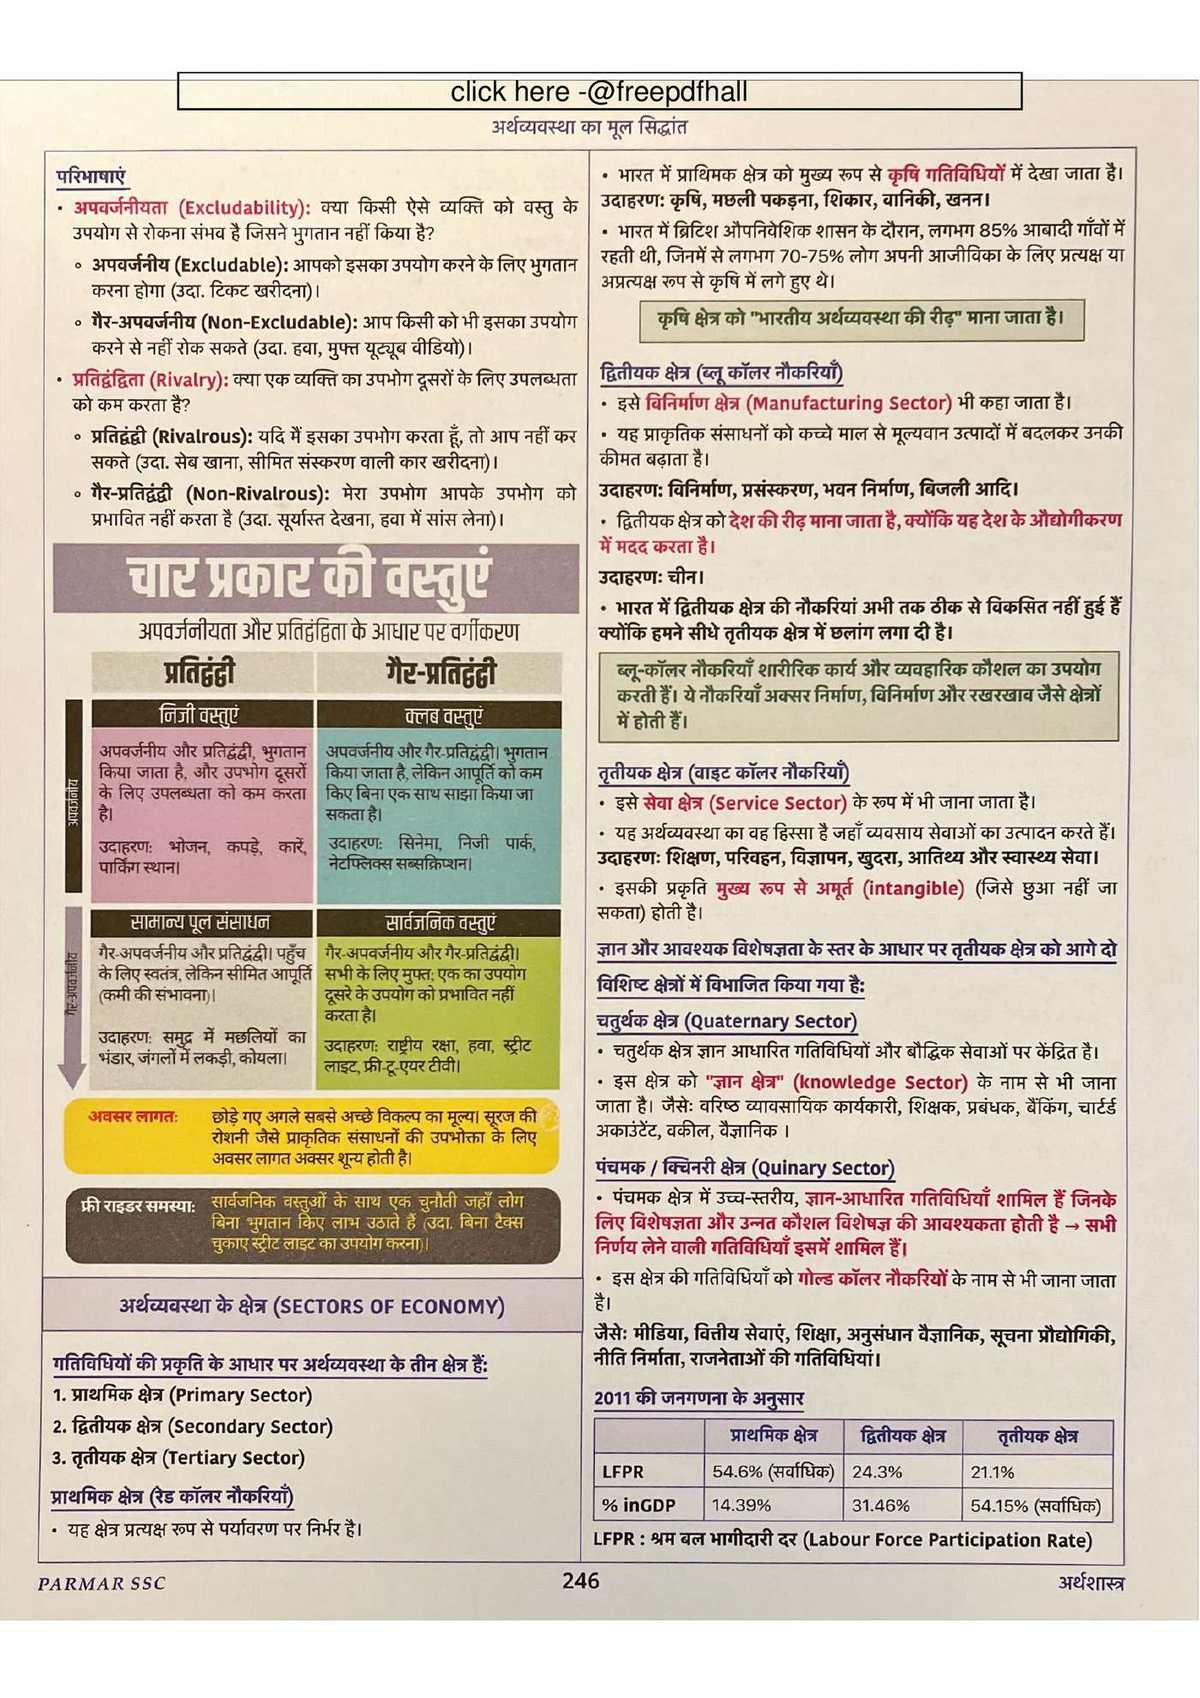 click here -@freepdfhall
अर्थव्यवस्था का मूल सिद्धांत
परिभाषाएं
• अपवर्जनीयता (Excludability): क्या किसी ऐसे व्यक्ति को वस्तु के
उपयोग से रोकना संभव है जिसने भुगतान नहीं किया है?
∘ अपवर्जनीय (Excludable): आपको इसका उपयोग करने के लिए भुगतान
करना होगा (उदा. टिकट खरीदना)।
∘ गैर-अपवर्जनीय (Non-Excludable): आप किसी को भी इसका उपयोग
करने से नहीं रोक सकते (उदा. हवा, मुफ्त यूट्यूब वीडियो)।
• प्रतिद्वंद्विता (Rivalry): क्या एक व्यक्ति का उपभोग दूसरों के लिए उपलब्धता
को कम करता है?
∘ प्रतिद्वंद्वी (Rivalrous): यदि मैं इसका उपयोग करता हूँ, तो आप नहीं कर
सकते (उदा. सेब खाना, सीमित संस्करण वाली कार खरीदना)।
∘ गैर-प्रतिद्वंद्वी (Non-Rivalrous): मेरा उपभोग आपके उपभोग को
प्रभावित नहीं करता है (उदा. सूर्यास्त देखना, हवा में सांस लेना)।
चार प्रकार की वस्तुएं
अपवर्जनीयता और प्रतिद्वंद्विता के आधार पर वर्गीकरण
प्रतिद्वंद्वी
गैर-प्रतिद्वंद्वी
अपवर्जनीय
निजी वस्तुएं
अपवर्जनीय और प्रतिद्वंद्वी, भुगतान
किया जाता है, और उपभोग दूसरों
के लिए उपलब्धता को कम करता
है।
उदाहरण: भोजन, कपड़े, कारें,
पार्किंग स्थान।
क्लब वस्तुएं
अपवर्जनीय और गैर-प्रतिद्वंद्वी। भुगतान
किया जाता है, लेकिन आपूर्ति को कम
किए बिना एक साथ साझा किया जा
सकता है।
उदाहरण: सिनेमा, निजी पार्क,
नेटफ्लिक्स सब्सक्रिप्शन।
गैर-अपवर्जनीय
सामान्य पूल संसाधन
गैर-अपवर्जनीय और प्रतिद्वंद्वी। पहुँच
के लिए स्वतंत्र, लेकिन सीमित आपूर्ति
(कमी की संभावना)।
उदाहरण: समुद्र में मछलियों का
भंडार, जंगलों में लकड़ी, कोयला।
सार्वजनिक वस्तुएं
गैर-अपवर्जनीय और गैर-प्रतिद्वंद्वी।
सभी के लिए मुफ्त; एक का उपयोग
दूसरे के उपयोग को प्रभावित नहीं
करता है।
उदाहरण: राष्ट्रीय रक्षा, हवा, स्ट्रीट
लाइट, फ्री-टू-एयर टीवी।
अवसर लागत: छोड़े गए अगले सबसे अच्छे विकल्प का मूल्य। सूरज की
रोशनी जैसे प्राकृतिक संसाधनों की उपभोक्ता के लिए
अवसर लागत अक्सर शून्य होती है।
फ्री राइडर समस्या: सार्वजनिक वस्तुओं के साथ एक चुनौती जहाँ लोग
बिना भुगतान किए लाभ उठाते हैं (उदा. बिना टैक्स
चुकाए स्ट्रीट लाइट का उपयोग करना)।
अर्थव्यवस्था के क्षेत्र (SECTORS OF ECONOMY)
गतिविधियों की प्रकृति के आधार पर अर्थव्यवस्था के तीन क्षेत्र हैं:
1. प्राथमिक क्षेत्र (Primary Sector)
2. द्वितीयक क्षेत्र (Secondary Sector)
3. तृतीयक क्षेत्र (Tertiary Sector)
प्राथमिक क्षेत्र (रेड कॉलर नौकरियाँ)
• यह क्षेत्र प्रत्यक्ष रूप से पर्यावरण पर निर्भर है।
• भारत में प्राथिमक क्षेत्र को मुख्य रूप से कृषि गतिविधियों में देखा जाता है।
उदाहरण: कृषि, मछली पकड़ना, शिकार, वानिकी, खनन।
• भारत में ब्रिटिश औपनिवेशिक शासन के दौरान, लगभग 85% आबादी गाँवों में
रहती थी, जिनमें से लगभग 70-75% लोग अपनी आजीविका के लिए प्रत्यक्ष या
अप्रत्यक्ष रूप से कृषि में लगे हुए थे।
कृषि क्षेत्र को "भारतीय अर्थव्यवस्था की रीढ़" माना जाता है।
द्वितीयक क्षेत्र (ब्लू कॉलर नौकरियाँ)
• इसे विनिर्माण क्षेत्र (Manufacturing Sector) भी कहा जाता है।
• यह प्राकृतिक संसाधनों को कच्चे माल से मूल्यवान उत्पादों में बदलकर उनकी
कीमत बढ़ाता है।
उदाहरण: विनिर्माण, प्रसंस्करण, भवन निर्माण, बिजली आदि।
• द्वितीयक क्षेत्र को देश की रीढ़ माना जाता है, क्योंकि यह देश के औद्योगीकरण
में मदद करता है।
उदाहरण: चीन।
• भारत में द्वितीयक क्षेत्र की नौकरियां अभी तक ठीक से विकसित नहीं हुई हैं
क्योंकि हमने सीधे तृतीयक क्षेत्र में छलांग लगा दी है।
ब्लू-कॉलर नौकरियाँ शारीरिक कार्य और व्यवहारिक कौशल का उपयोग
करती हैं। ये नौकरियाँ अक्सर निर्माण, विनिर्माण और रखरखाव जैसे क्षेत्रों
में होती हैं।
तृतीयक क्षेत्र (वाइट कॉलर नौकरियाँ)
• इसे सेवा क्षेत्र (Service Sector) के रूप में भी जाना जाता है।
• यह अर्थव्यवस्था का वह हिस्सा है जहाँ व्यवसाय सेवाओं का उत्पादन करते हैं।
उदाहरण: शिक्षण, परिवहन, विज्ञापन, खुदरा, आतिथ्य और स्वास्थ्य सेवा।
• इसकी प्रकृति मुख्य रूप से अमूर्त (intangible) (जिसे छुआ नहीं जा
सकता) होती है।
ज्ञान और आवश्यक विशेषज्ञता के स्तर के आधार पर तृतीयक क्षेत्र को आगे दो
विशिष्ट क्षेत्रों में विभाजित किया गया है:
चतुर्थक क्षेत्र (Quaternary Sector)
• चतुर्थक क्षेत्र ज्ञान आधारित गतिविधियों और बौद्धिक सेवाओं पर केंद्रित है।
• इस क्षेत्र को "ज्ञान क्षेत्र" (knowledge Sector) के नाम से भी जाना
जाता है। जैसे: वरिष्ठ व्यावसायिक कार्यकारी, शिक्षक, प्रबंधक, बैंकिंग, चार्टर्ड
अकाउंटेंट, वकील, वैज्ञानिक ।
पंचमक / क्विनरी क्षेत्र (Quinary Sector)
• पंचमक क्षेत्र में उच्च-स्तरीय, ज्ञान-आधारित गतिविधियाँ शामिल हैं जिनके
लिए विशेषज्ञता और उन्नत कौशल विशेषज्ञ की आवश्यकता होती है → सभी
निर्णय लेने वाली गतिविधियाँ इसमें शामिल हैं।
• इस क्षेत्र की गतिविधियाँ को गोल्ड कॉलर नौकरियों के नाम से भी जाना जाता
है।
जैसे: मीडिया, वित्तीय सेवाएं, शिक्षा, अनुसंधान वैज्ञानिक, सूचना प्रौद्योगिकी,
नीति निर्माता, राजनेताओं की गतिविधियां।
2011 की जनगणना के अनुसार
प्राथमिक क्षेत्र द्वितीयक क्षेत्र तृतीयक क्षेत्र
LFPR 54.6% (सर्वाधिक) 24.3% 21.1%
% inGDP 14.39% 31.46% 54.15% (सर्वाधिक)
LFPR : श्रम बल भागीदारी दर (Labour Force Participation Rate)
PARMAR SSC
246
अर्थशास्त्र